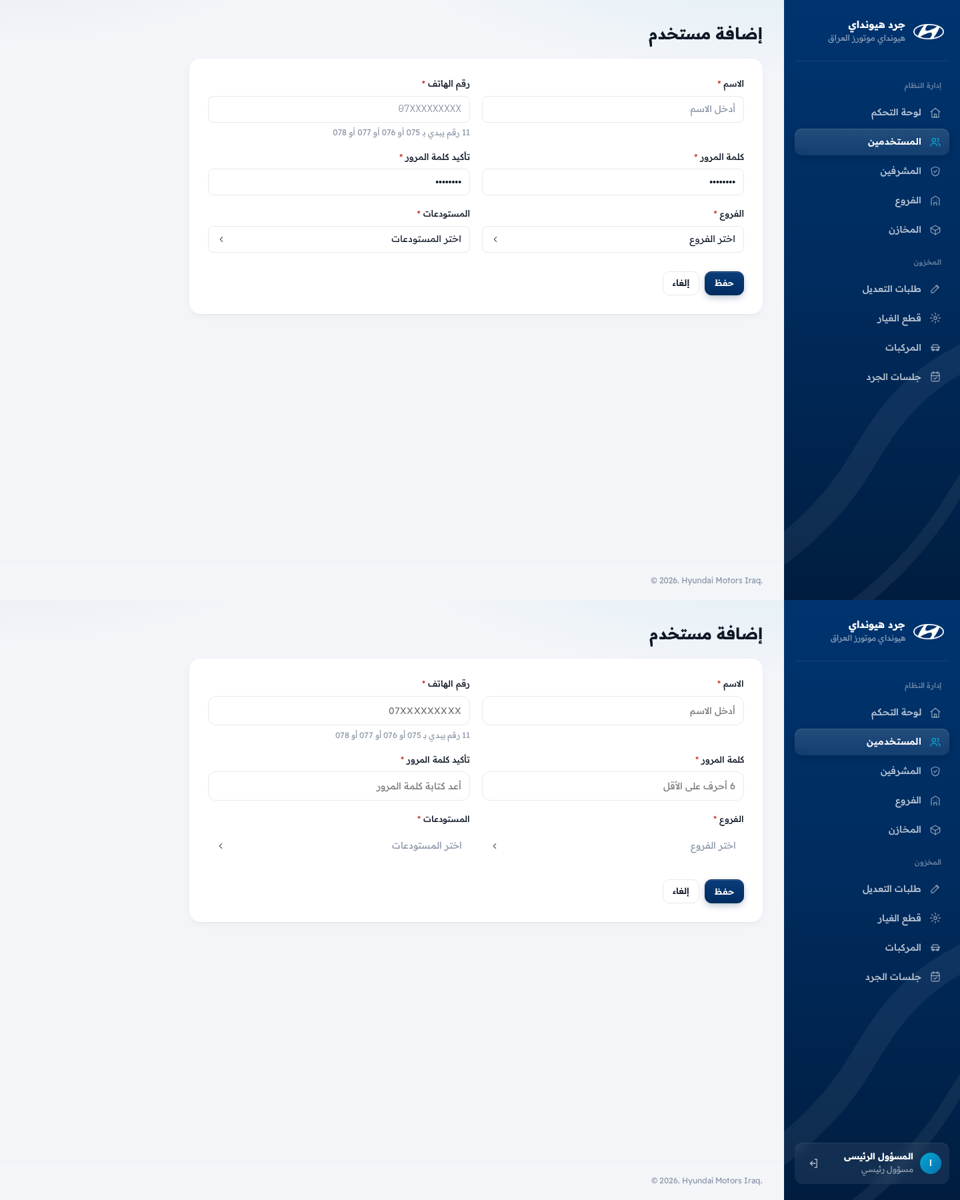 جرد هيونداي
هيونداي موتورز العراق
إدارة النظام
لوحة التحكم
المستخدمين
المشرفين
الفروع
المخازن
المخزون
طلبات التعديل
قطع الغيار
المركبات
جلسات الجرد
إضافة مستخدم
الاسم *
رقم الهاتف *
أدخل الاسم
07XXXXXXXXX
11 رقم يبدي بـ 075 أو 076 أو 077 أو 078
كلمة المرور *
تأكيد كلمة المرور *
••••••••
••••••••
الفروع *
المستودعات *
اختر الفروع
اختر المستودعات
حفظ
إلغاء
© 2026. Hyundai Motors Iraq.
جرد هيونداي
هيونداي موتورز العراق
إدارة النظام
لوحة التحكم
المستخدمين
المشرفين
الفروع
المخازن
المخزون
طلبات التعديل
قطع الغيار
المركبات
جلسات الجرد
ا
المسؤول الرئيسي
مسؤول رئيسي
إضافة مستخدم
الاسم *
رقم الهاتف *
أدخل الاسم
07XXXXXXXXX
11 رقم يبدي بـ 075 أو 076 أو 077 أو 078
كلمة المرور *
تأكيد كلمة المرور *
6 أحرف على الأقل
أعد كتابة كلمة المرور
الفروع *
المستودعات *
اختر الفروع
اختر المستودعات
حفظ
إلغاء
© 2026. Hyundai Motors Iraq.